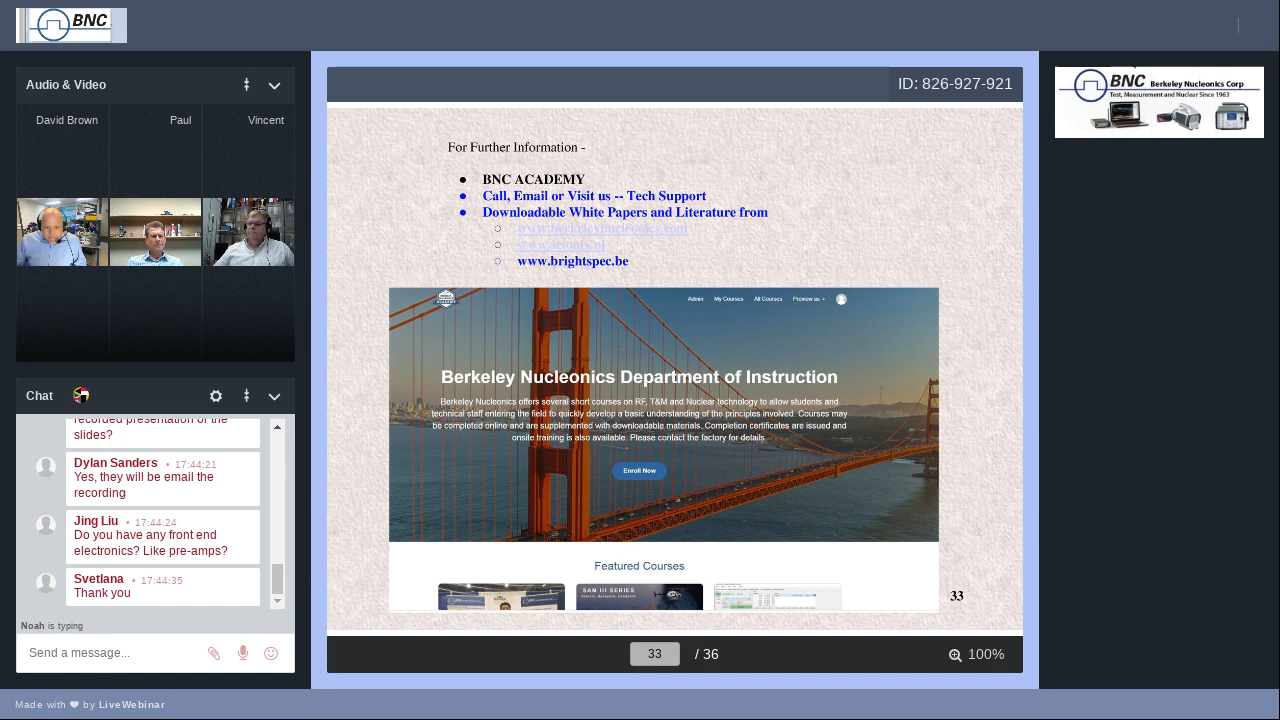 BNC
Audio & Video
David Brown
Paul
Vincent
Chat
recorded presentation or the
slides?
Dylan Sanders • 17:44:21
Yes, they will be email the
recording
Jing Liu • 17:44:24
Do you have any front end
electronics? Like pre-amps?
Svetlana • 17:44:35
Thank you
Noah is typing
Send a message...
ID: 826-927-921
For Further Information -
● BNC ACADEMY
● Call, Email or Visit us -- Tech Support
● Downloadable White Papers and Literature from
○ www.berkeleynucleonics.com
○ www.scionix.nl
○ www.brightspec.be
Admin My Courses All Courses Preview as
Berkeley Nucleonics Department of Instruction
Berkeley Nucleonics offers several short courses on RF, T&M and Nuclear technology to allow students and
technical staff entering the field to quickly develop a basic understanding of the principles involved. Courses may
be completed online and are supplemented with downloadable materials. Completion certificates are issued and
onsite training is also available. Please contact the factory for details.
Enroll Now
Featured Courses
SAM III SERIES
33
33 / 36
100%
BNC Berkeley Nucleonics Corp
Test, Measurement and Nuclear Since 1963
Made with ❤ by LiveWebinar